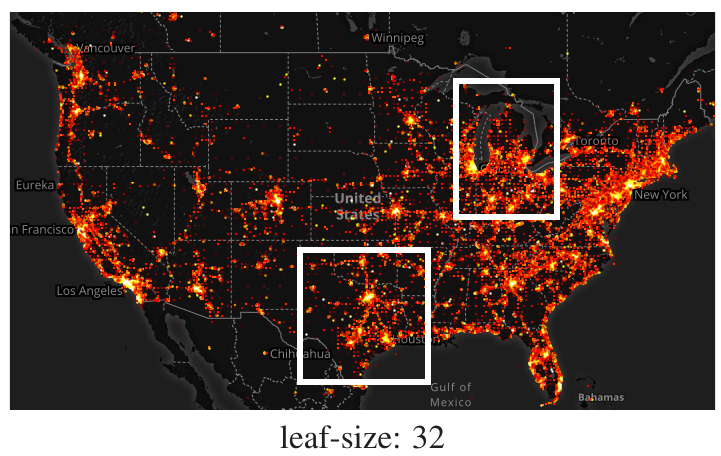 Vancouver
Winnipeg
Toronto
Eureka
United
States
New York
n Francisco
Los Angeles
Houston
Chihuahua
Gulf of
Mexico
Bahamas
leaf-size: 32